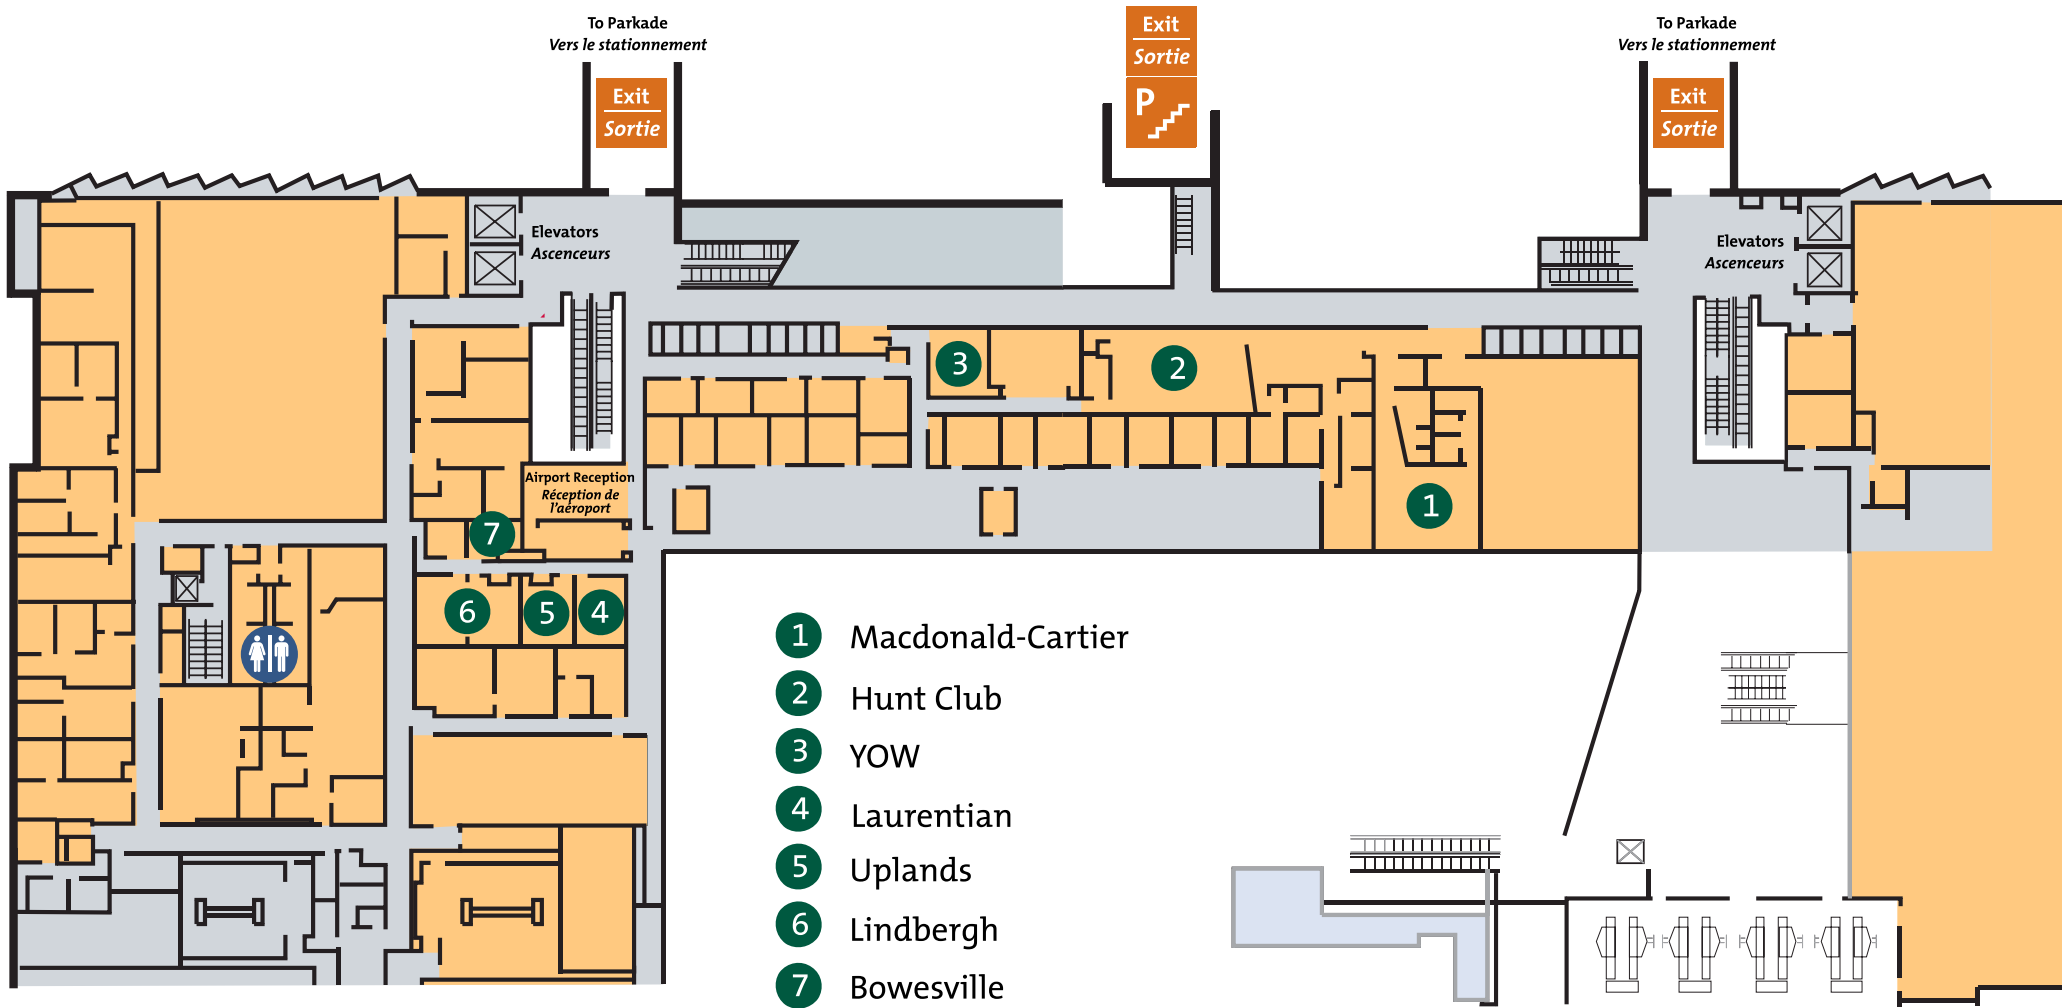 To Parkade
Vers le stationnement
Exit
Sortie
Exit
Sortie
P
To Parkade
Vers le stationnement
Exit
Sortie
Elevators
Ascenceurs
Elevators
Ascenceurs
3
2
1
Airport Reception
Réception de
l'aéroport
7
6
5
4
1 Macdonald-Cartier
2 Hunt Club
3 YOW
4 Laurentian
5 Uplands
6 Lindbergh
7 Bowesville